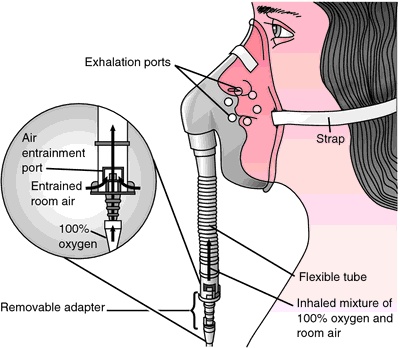 Exhalation ports
Strap
Air
entrainment
port
Entrained
room air
100%
oxygen
Flexible tube
Removable adapter
Inhaled mixture of
100% oxygen and
room air